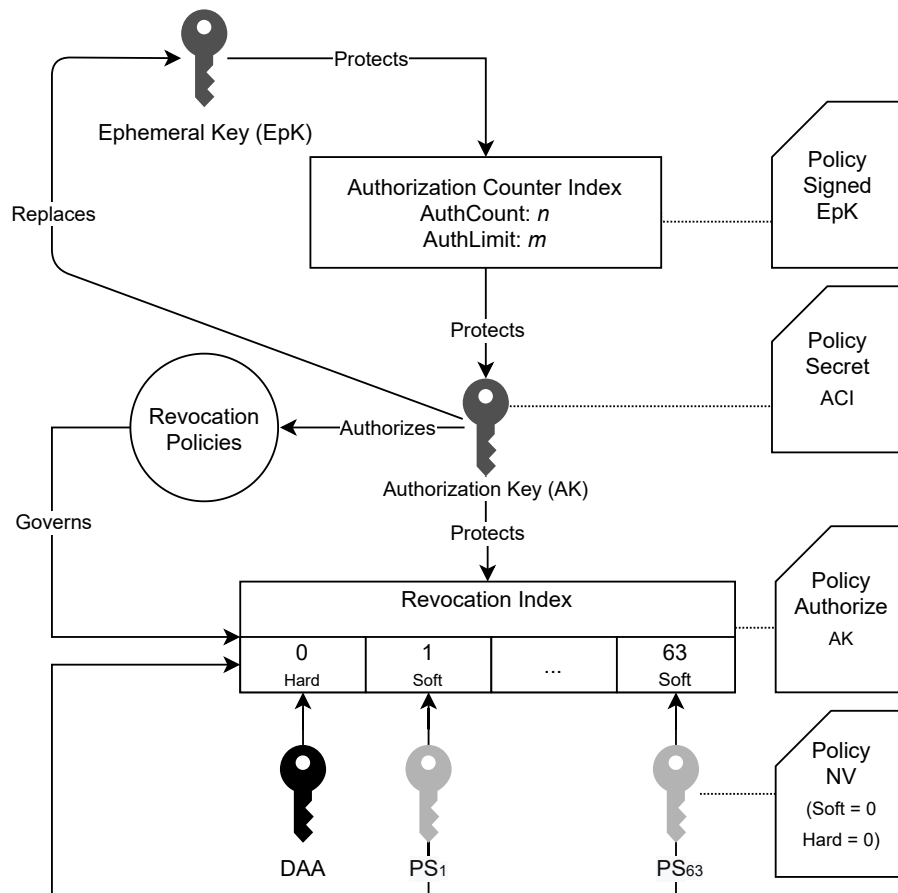 Protects
Ephemeral Key (EpK)
Policy
Signed
EpK
Authorization Counter Index
AuthCount: n
AuthLimit: m
Replaces
Protects
Policy
Secret
ACI
Revocation
Policies
Authorizes
Authorization Key (AK)
Governs
Protects
Policy
Authorize
AK
Revocation Index
0
Hard
1
Soft
...
63
Soft
Policy
NV
(Soft = 0
Hard = 0)
DAA
PS1
PS63